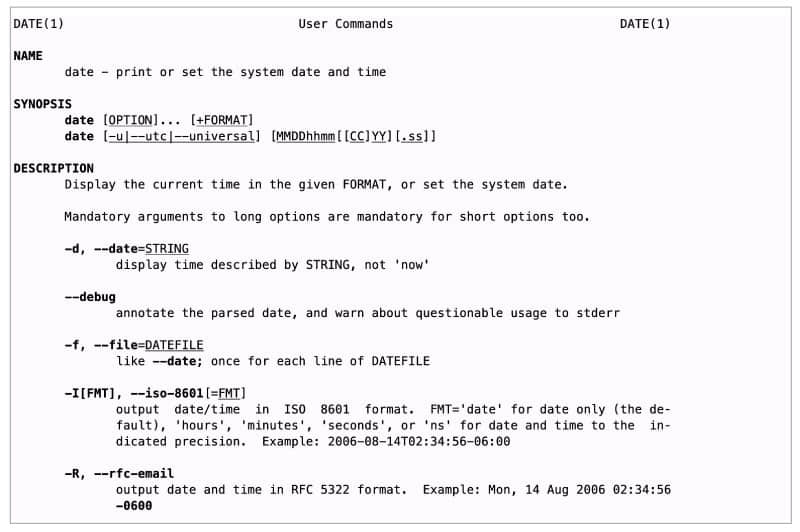 DATE(1) User Commands DATE(1)
NAME
date – print or set the system date and time
SYNOPSIS
date [OPTION]... [+FORMAT]
date [-u|--utc|--universal] [MMDDhhmm[[CC]YY][.ss]]
DESCRIPTION
Display the current time in the given FORMAT, or set the system date.
Mandatory arguments to long options are mandatory for short options too.
-d, --date=STRING
display time described by STRING, not 'now'
--debug
annotate the parsed date, and warn about questionable usage to stderr
-f, --file=DATEFILE
like --date; once for each line of DATEFILE
-I[FMT], --iso-8601[=FMT]
output date/time in ISO 8601 format. FMT='date' for date only (the de-
fault), 'hours', 'minutes', 'seconds', or 'ns' for date and time to the in-
dicated precision. Example: 2006-08-14T02:34:56-06:00
-R, --rfc-email
output date and time in RFC 5322 format. Example: Mon, 14 Aug 2006 02:34:56
-0600